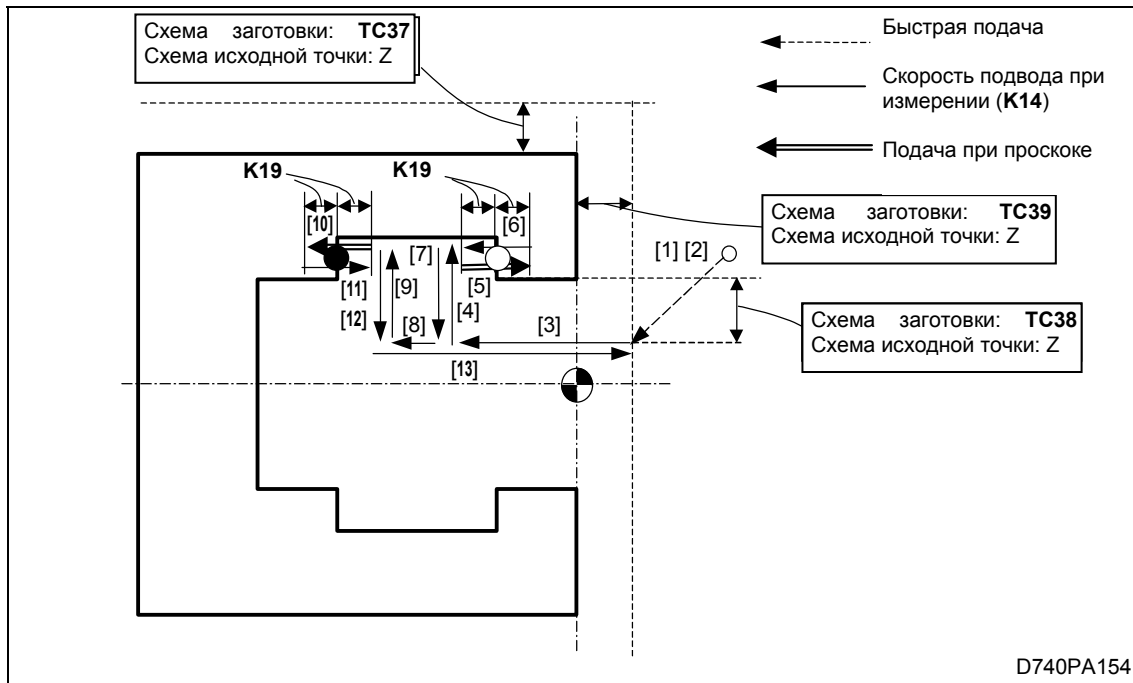 Схема заготовки: TC37
Схема исходной точки: Z
Быстрая подача
Скорость подвода при
измерении (K14)
Подача при проскоке
K19
K19
[10]
[6]
Схема заготовки: TC39
Схема исходной точки: Z
[1] [2]
[7]
[11]
[9]
[5]
[12]
[4]
[8]
[3]
Схема заготовки: TC38
Схема исходной точки: Z
[13]
D740PA154